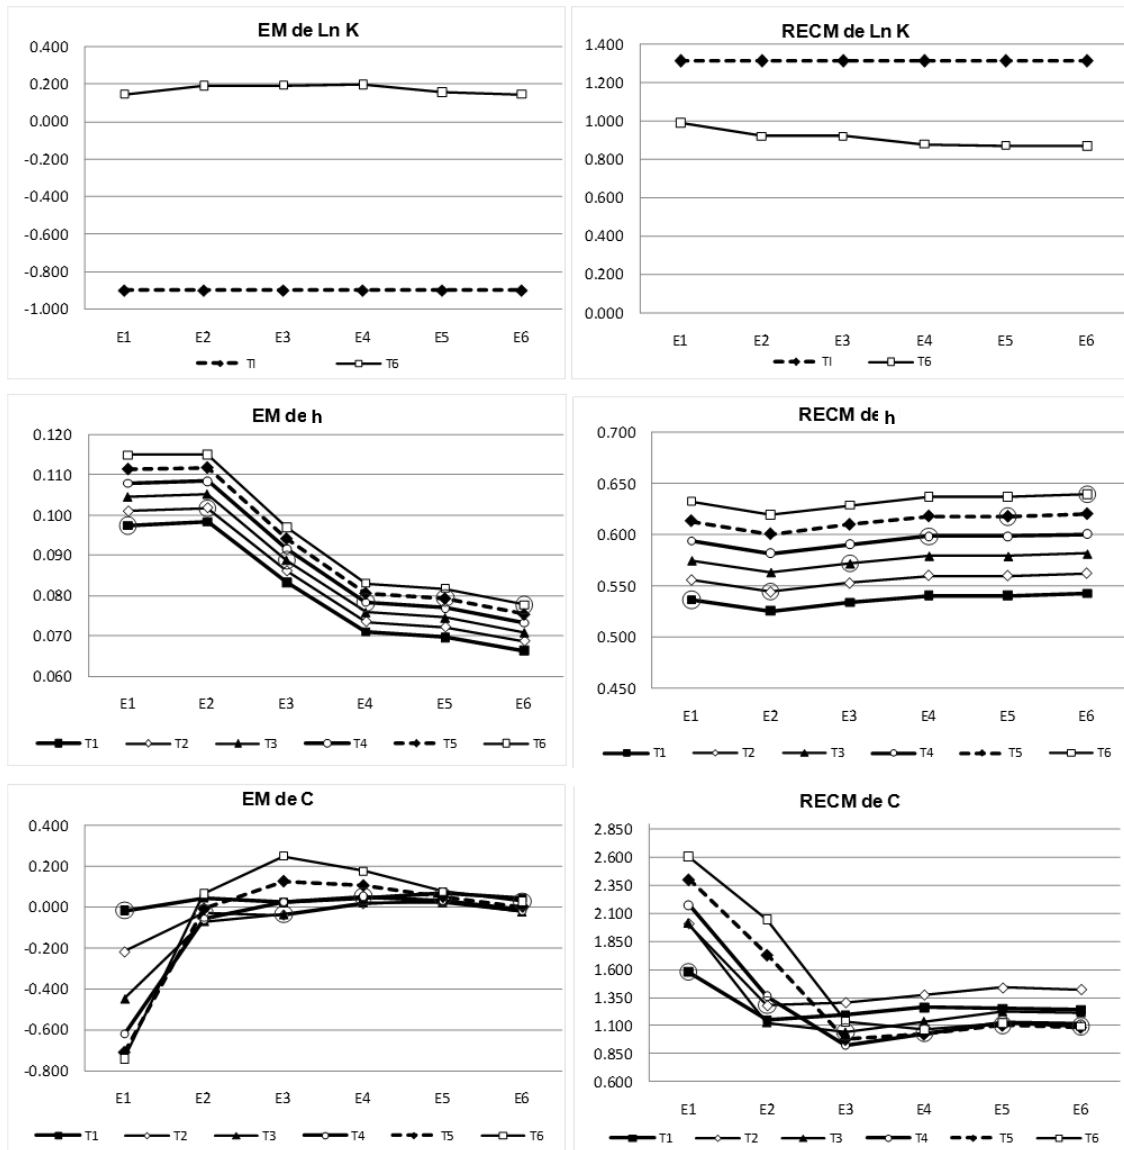 EM de Ln K
0.400
0.200
0.000
-0.200
-0.400
-0.600
-0.800
-1.000
E1 E2 E3 E4 E5 E6
TI T6
RECM de Ln K
1.400
1.200
1.000
0.800
0.600
0.400
0.200
0.000
E1 E2 E3 E4 E5 E6
TI T6
EM de h
0.120
0.110
0.100
0.090
0.080
0.070
0.060
E1 E2 E3 E4 E5 E6
T1 T2 T3 T4 T5 T6
RECM de h
0.700
0.650
0.600
0.550
0.500
0.450
E1 E2 E3 E4 E5 E6
T1 T2 T3 T4 T5 T6
EM de C
0.400
0.200
0.000
-0.200
-0.400
-0.600
-0.800
E1 E2 E3 E4 E5 E6
T1 T2 T3 T4 T5 T6
RECM de C
2.850
2.600
2.350
2.100
1.850
1.600
1.350
1.100
0.850
0.600
E1 E2 E3 E4 E5 E6
T1 T2 T3 T4 T5 T6